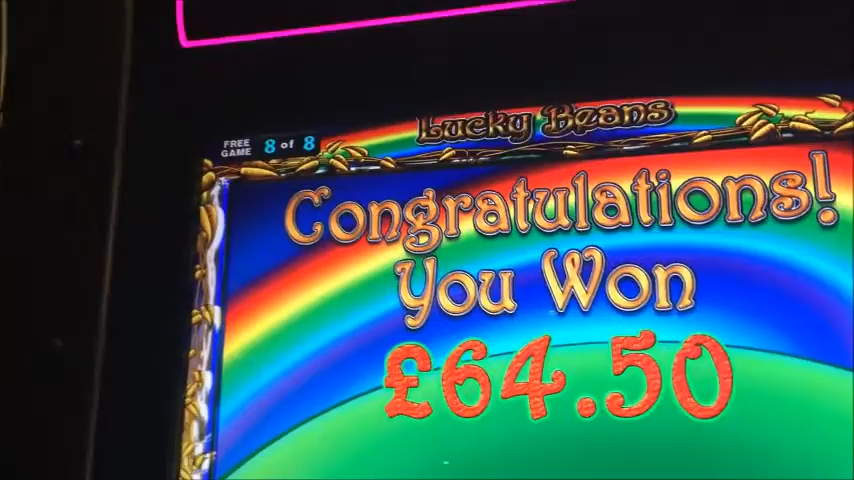 Lucky Beans
FREE GAME 8 of 8
Congratulations!
You Won
£64.50